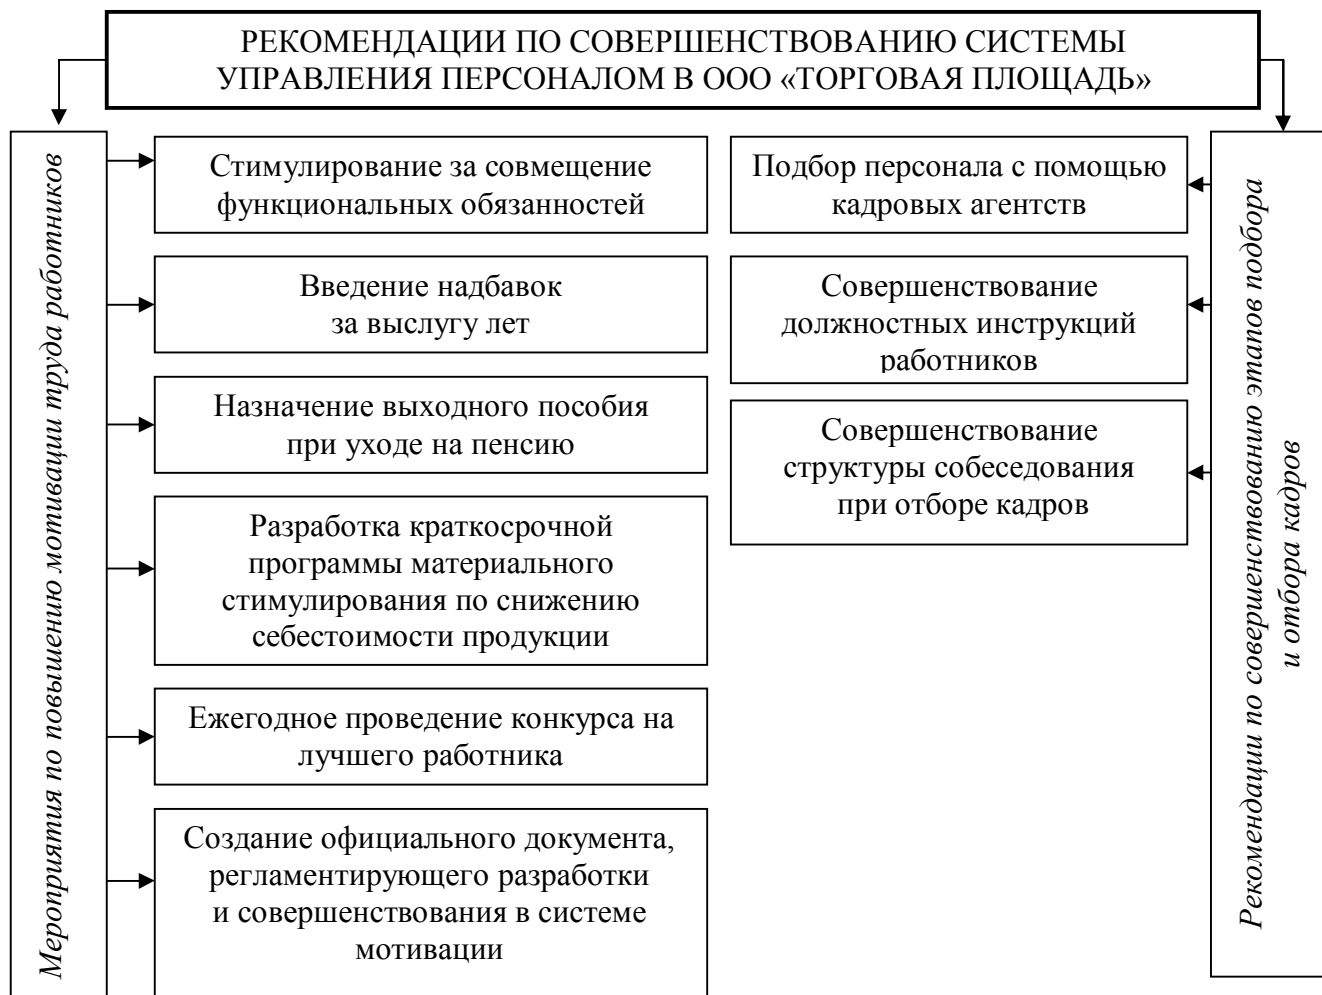 РЕКОМЕНДАЦИИ ПО СОВЕРШЕНСТВОВАНИЮ СИСТЕМЫ
УПРАВЛЕНИЯ ПЕРСОНАЛОМ В ООО «ТОРГОВАЯ ПЛОЩАДЬ»
Мероприятия по повышению мотивации труда работников
Стимулирование за совмещение
функциональных обязанностей
Введение надбавок
за выслугу лет
Назначение выходного пособия
при уходе на пенсию
Разработка краткосрочной
программы материального
стимулирования по снижению
себестоимости продукции
Ежегодное проведение конкурса на
лучшего работника
Создание официального документа,
регламентирующего разработки
и совершенствования в системе
мотивации
Подбор персонала с помощью
кадровых агентств
Совершенствование
должностных инструкций
работников
Совершенствование
структуры собеседования
при отборе кадров
Рекомендации по совершенствованию этапов подбора
и отбора кадров